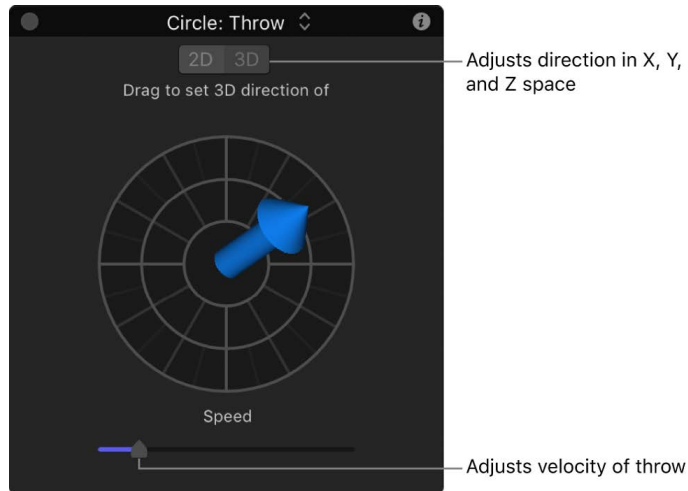 Circle: Throw
2D 3D
Adjusts direction in X, Y,
and Z space
Drag to set 3D direction of
Speed
Adjusts velocity of throw